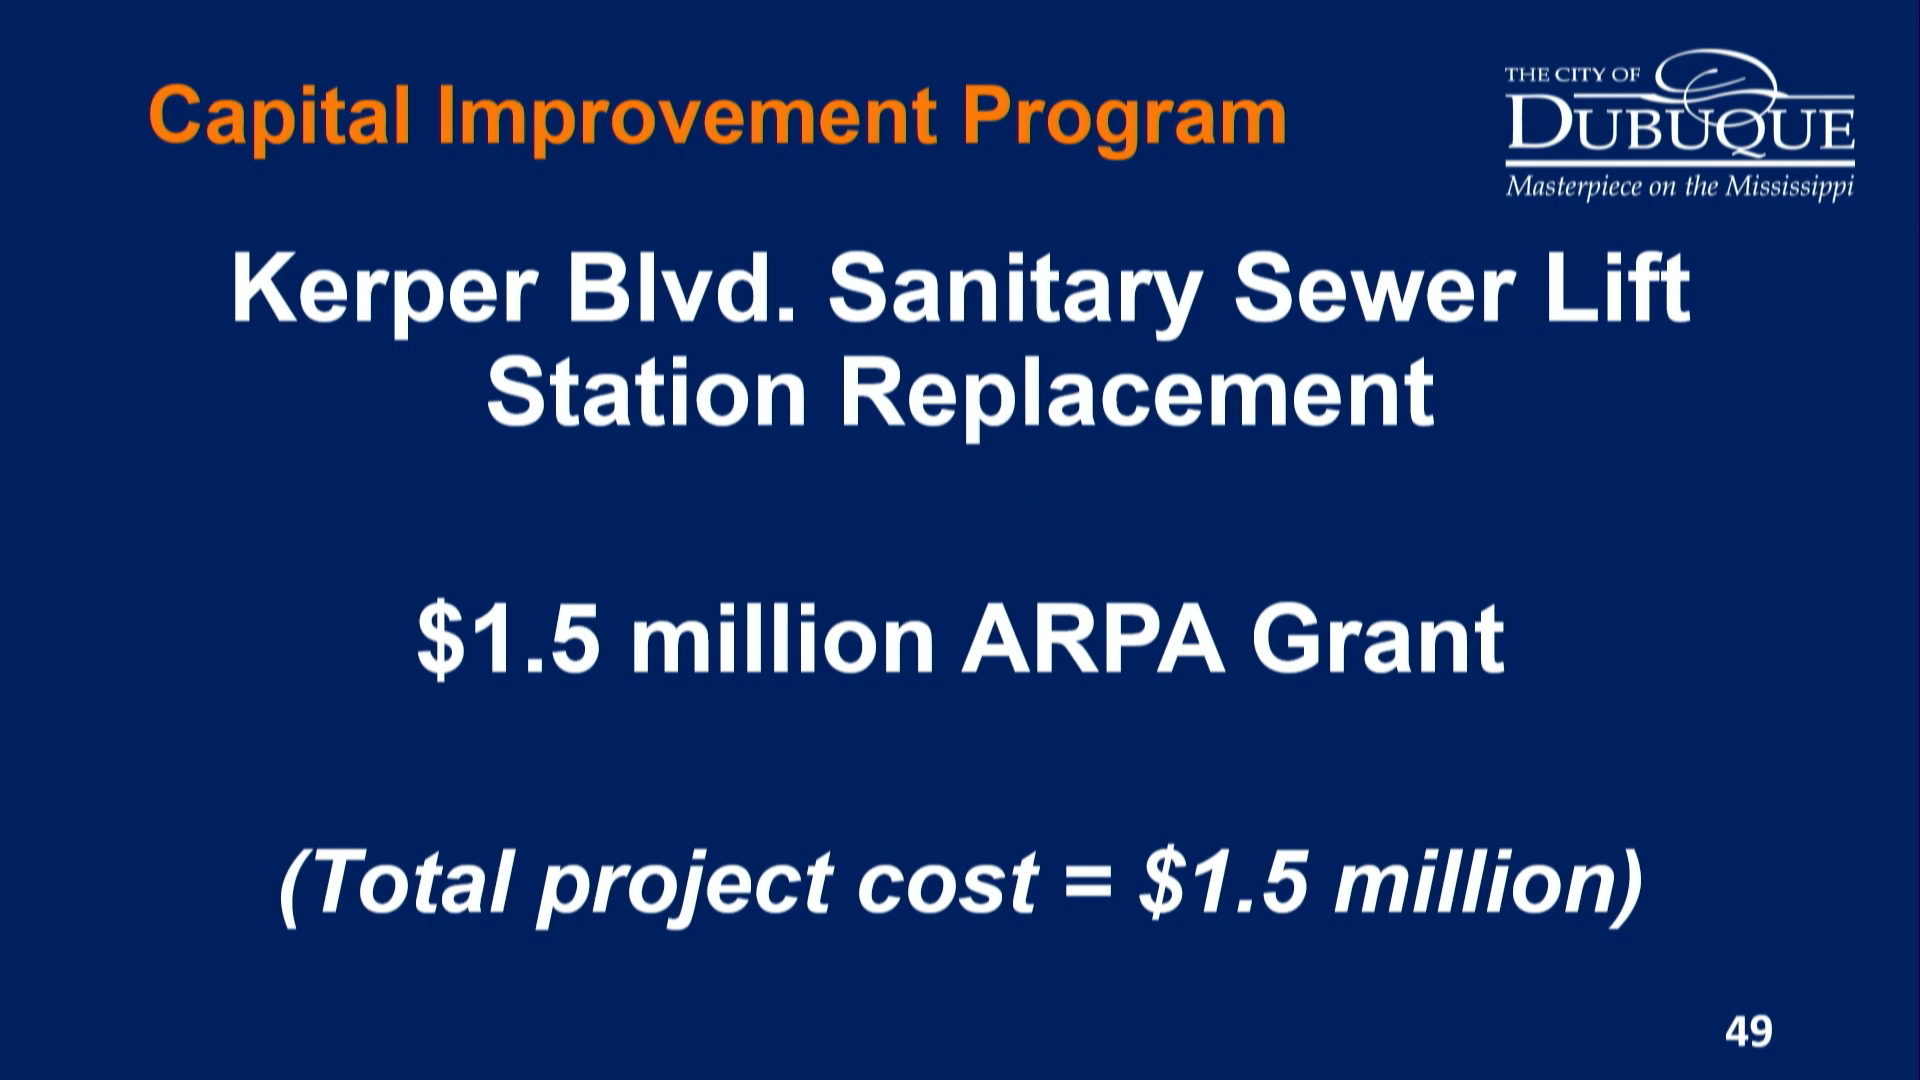 Capital Improvement Program
THE CITY OF
DUBUQUE
Masterpiece on the Mississippi
Kerper Blvd. Sanitary Sewer Lift
Station Replacement
$1.5 million ARPA Grant
(Total project cost = $1.5 million)
49